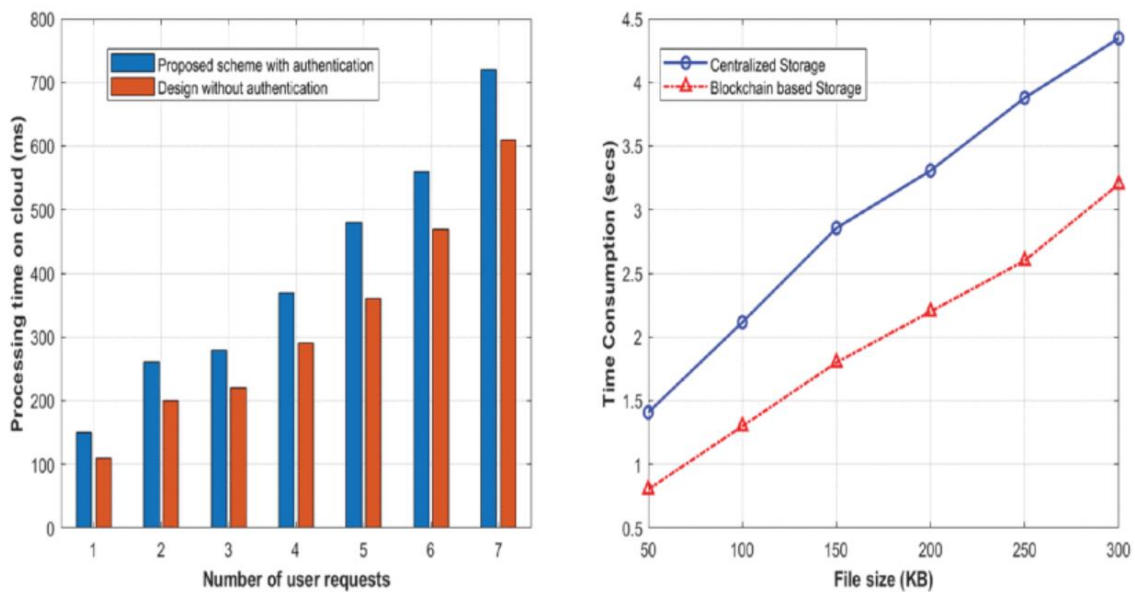 800
700
600
500
400
300
200
100
0
Processing time on cloud (ms)
Proposed scheme with authentication
Design without authentication
1 2 3 4 5 6 7
Number of user requests
4.5
4
3.5
3
2.5
2
1.5
1
0.5
Time Consumption (secs)
Centralized Storage
Blockchain based Storage
50 100 150 200 250 300
File size (KB)